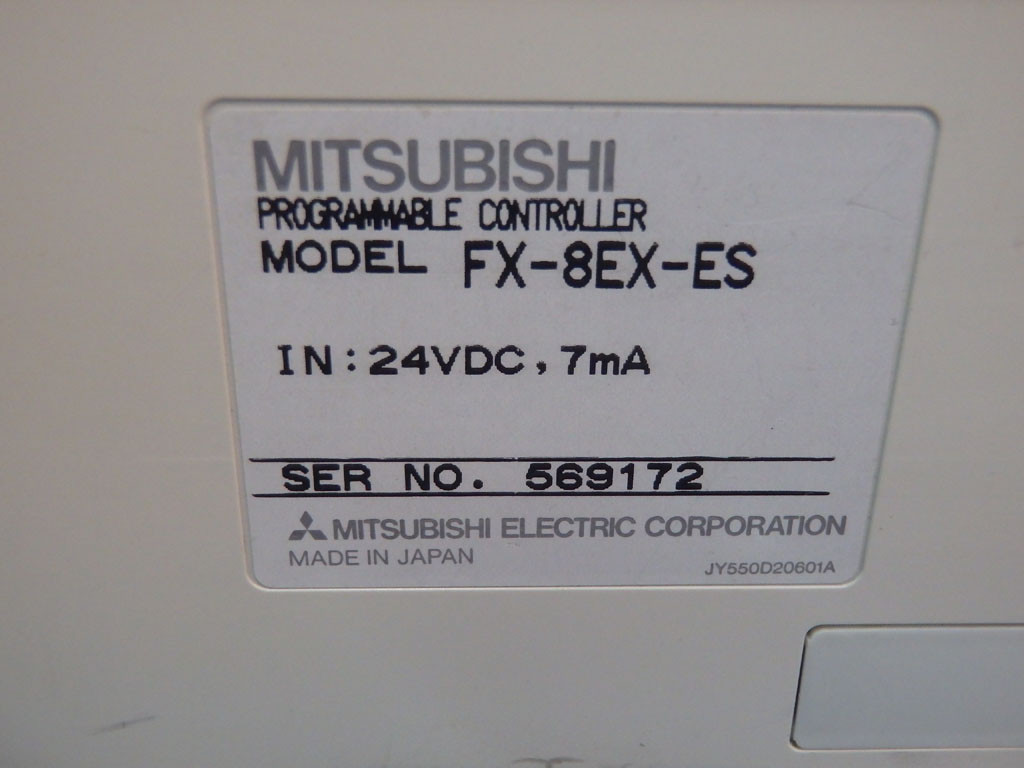 MITSUBISHI
PROGRAMMABLE CONTROLLER
MODEL FX-8EX-ES
IN:24VDC, 7mA
SER NO. 569172
MITSUBISHI ELECTRIC CORPORATION
MADE IN JAPAN JY550D20601A